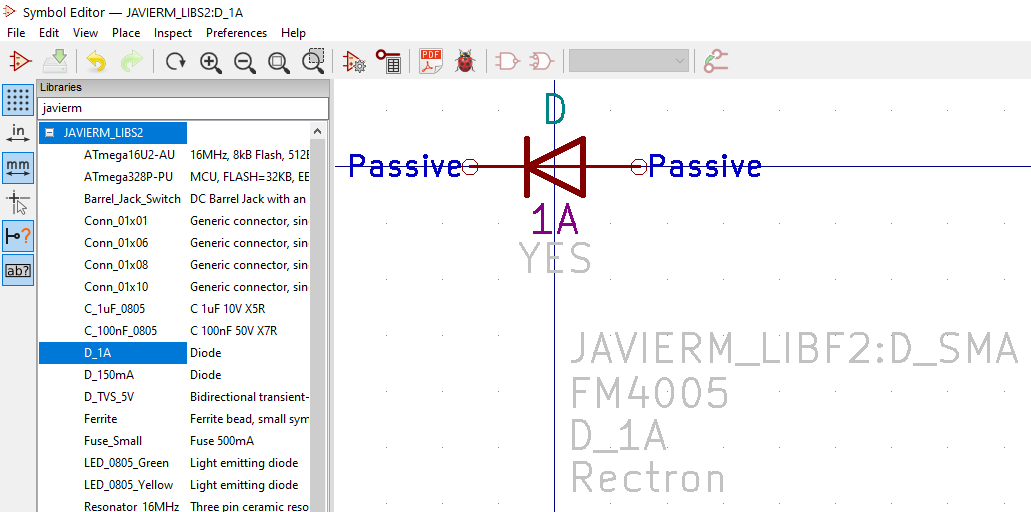 Symbol Editor — JAVIERM_LIBS2:D_1A
File Edit View Place Inspect Preferences Help
PDF
Libraries
javierm
in
mm
ab?
JAVIERM_LIBS2
ATmega16U2-AU 16MHz, 8kB Flash, 512E
ATmega328P-PU MCU, FLASH=32KB, EE
Barrel_Jack_Switch DC Barrel Jack with an
Conn_01x01 Generic connector, sin
Conn_01x06 Generic connector, sin
Conn_01x08 Generic connector, sin
Conn_01x10 Generic connector, sin
C_1uF_0805 C 1uF 10V X5R
C_100nF_0805 C 100nF 50V X7R
D_1A Diode
D_150mA Diode
D_TVS_5V Bidirectional transient-
Ferrite Ferrite bead, small sym
Fuse_Small Fuse 500mA
LED_0805_Green Light emitting diode
LED_0805_Yellow Light emitting diode
Resonator_16MHz Three pin ceramic reso
D
Passive Passive
1A
YES
JAVIERM_LIBF2:D_SMA
FM4005
D_1A
Rectron